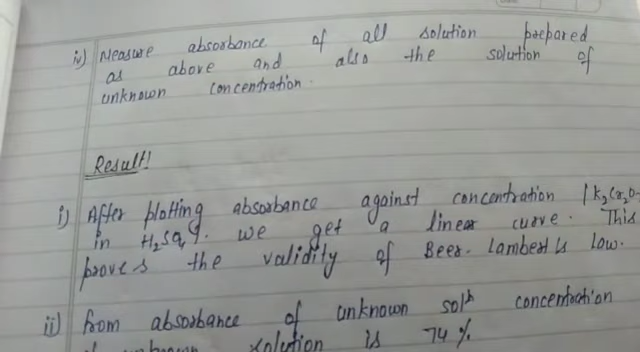 iv) Measure absorbance of all solution prepared
as above and also the solution of
unknown concentration.
Result!
i) After plotting absorbance against concentration [K2Cr2O
in H2SO4]. we get a linear curve. This
proves the validity of Beer. Lambert's Law.
ii) from absorbance of unknown solⁿ concentration
unknown solution is 74%